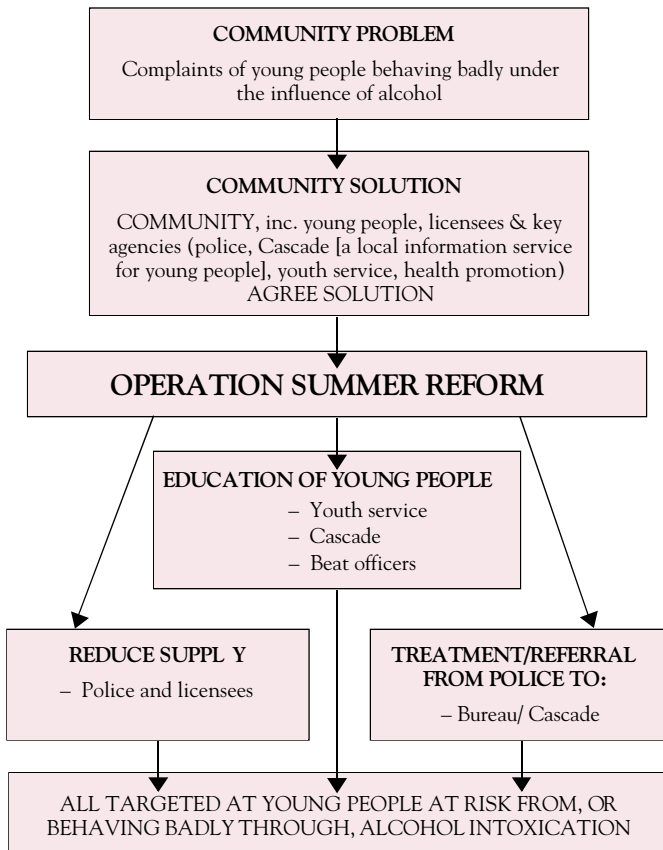 COMMUNITY PROBLEM
Complaints of young people behaving badly under
the influence of alcohol
COMMUNITY SOLUTION
COMMUNITY, inc. young people, licensees & key
agencies (police, Cascade [a local information service
for young people], youth service, health promotion)
AGREE SOLUTION
OPERATION SUMMER REFORM
EDUCATION OF YOUNG PEOPLE
– Youth service
– Cascade
– Beat officers
REDUCE SUPPL Y
– Police and licensees
TREATMENT/REFERRAL
FROM POLICE TO:
– Bureau/ Cascade
ALL TARGETED AT YOUNG PEOPLE AT RISK FROM, OR
BEHAVING BADLY THROUGH, ALCOHOL INTOXICATION